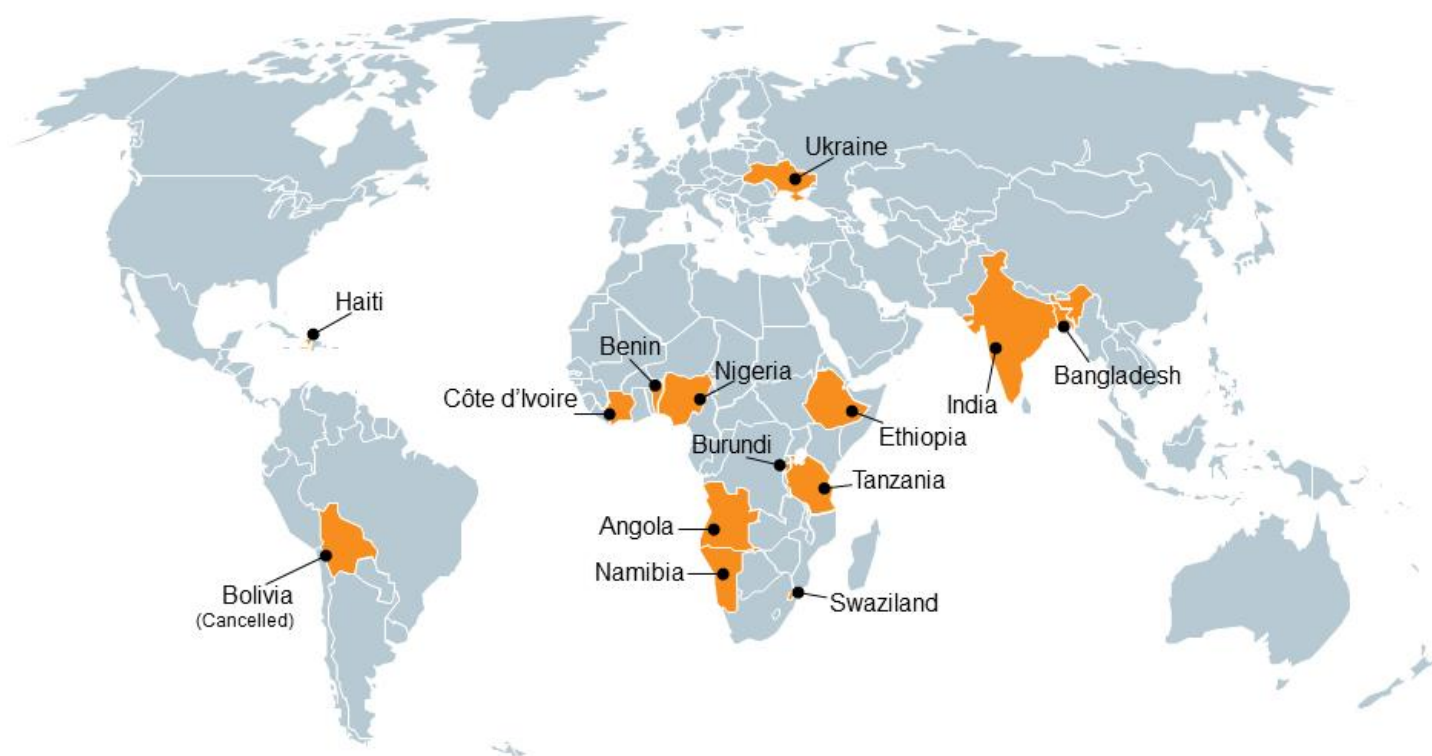 Ukraine
Haiti
Benin
Nigeria
Côte d’Ivoire
India
Bangladesh
Ethiopia
Burundi
Tanzania
Angola
Namibia
Swaziland
Bolivia
(Cancelled)